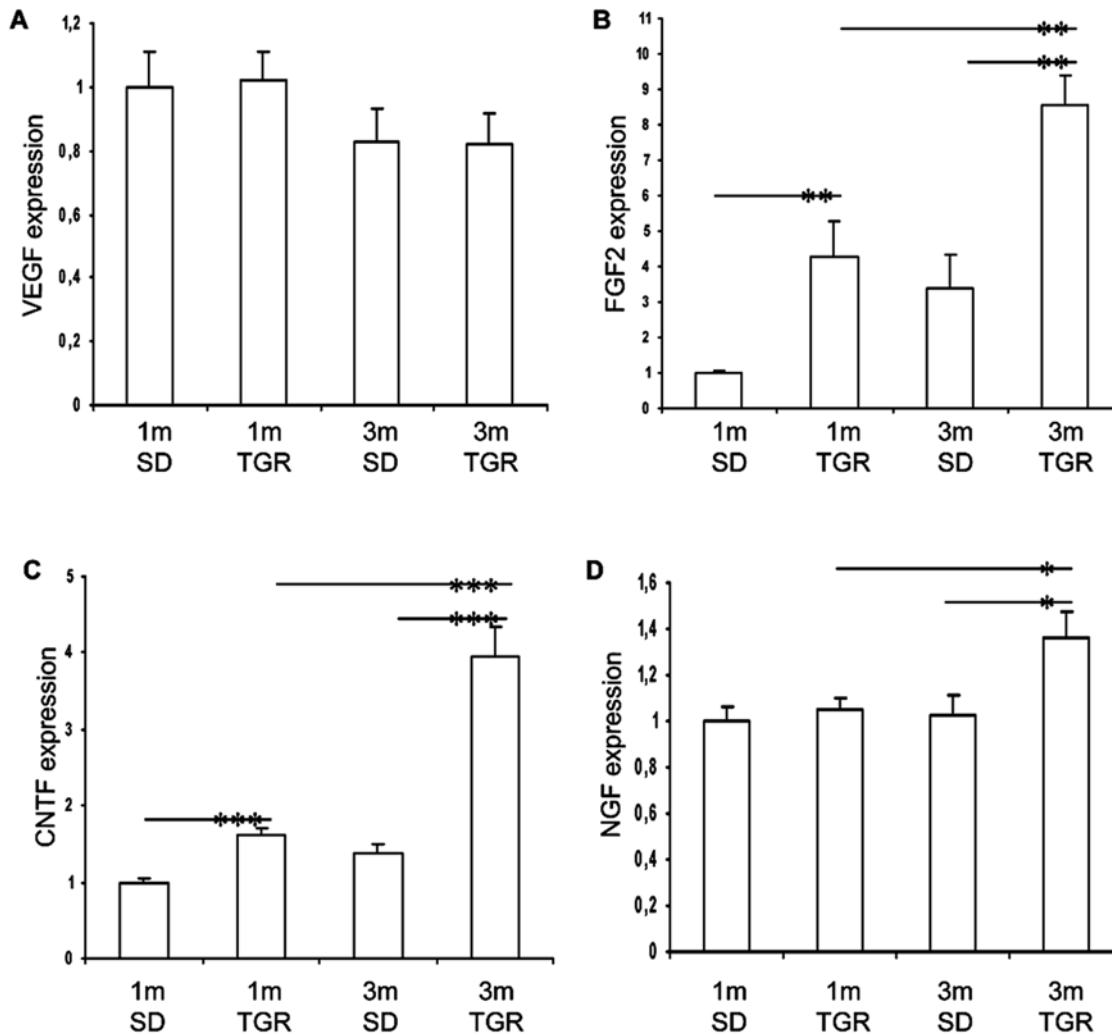 A
VEGF expression
1,2
1
0,8
0,6
0,4
0,2
0
1m 1m 3m 3m
SD TGR SD TGR
B
FGF2 expression
11
10
9
8
7
6
5
4
3
2
1
0
**
**
**
1m 1m 3m 3m
SD TGR SD TGR
C
CNTF expression
5
4
3
2
1
0
***
***
***
1m 1m 3m 3m
SD TGR SD TGR
D
NGF expression
1,6
1,4
1,2
1
0,8
0,6
0,4
0,2
0
*
*
1m 1m 3m 3m
SD TGR SD TGR